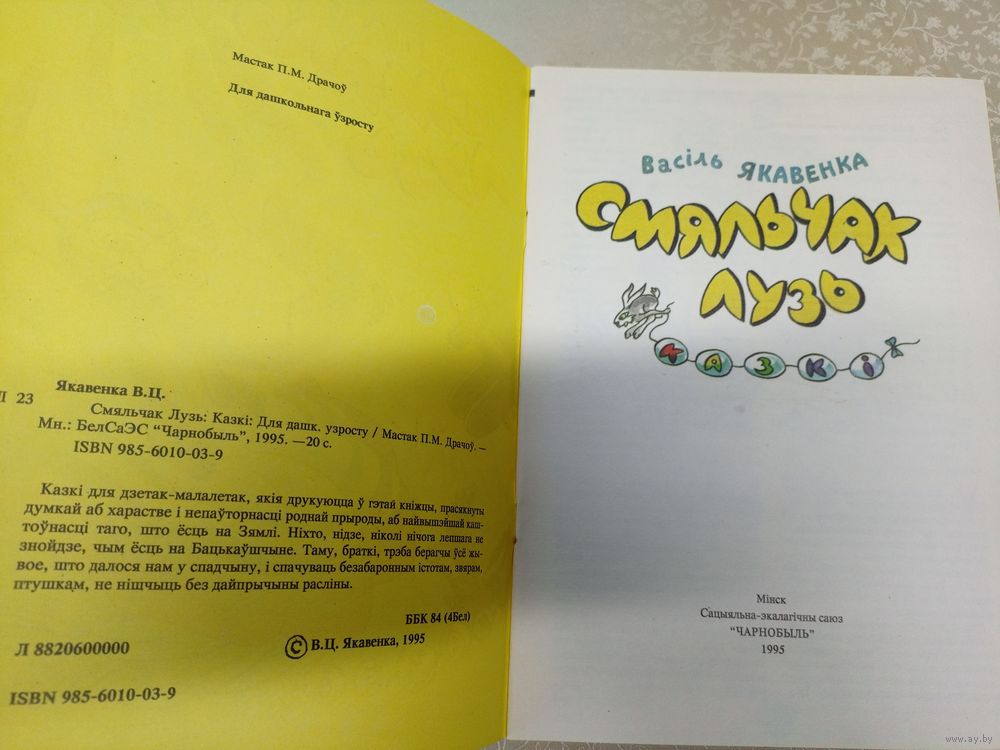 Мастак П.М. Драчоў
Для дашкольнага ўзросту
23
Якавенка В.Ц.
Смяльчак Лузь: Казкі: Для дашк. узросту / Мастак П.М. Драчоў. —
Мн.: БелСаЭС “Чарнобыль”, 1995. —20 с.
ISBN 985-6010-03-9
Казкі для дзетак-малалетак, якія друкуюцца ў гэтай кніжцы, прасякнуты
думкай аб харастве і непаўторнасці роднай прыроды, аб найвышэйшай каш-
тоўнасці таго, што ёсць на Зямлі. Ніхто, нідзе, ніколі нічога лепшага не
знойдзе, чым ёсць на Бацькаўшчыне. Таму, браткі, трэба берагчы ўсё жы-
вое, што далося нам у спадчыну, і спачуваць безабаронным істотам, звярам,
птушкам, не нішчыць без дайпрычыны расліны.
ББК 84 (4Бел)
Л 8820600000
© В.Ц. Якавенка, 1995
ISBN 985-6010-03-9
Васіль ЯКАВЕНКА
СМЯЛЬЧАК
ЛУЗЬ
КАЗКІ
Мінск
Сацыяльна-экалагічны саюз
“ЧАРНОБЫЛЬ”
1995
www.ay.by